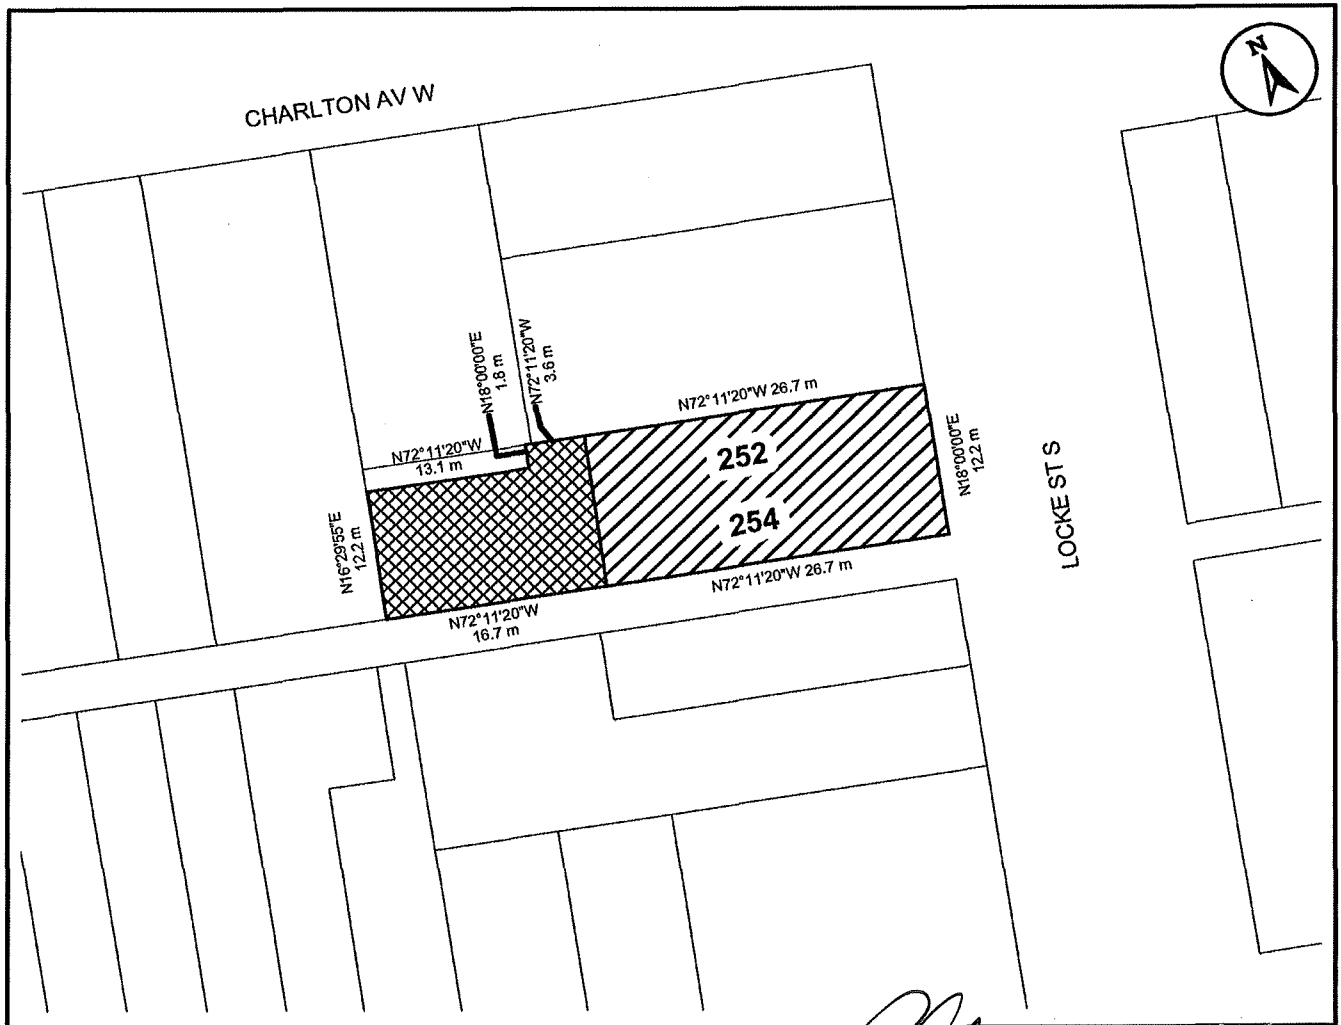 N
CHARLTON AV W
N18°00'00"E
1.8 m
N72°11'20"W
3.6 m
N72°11'20"W 26.7 m
N72°11'20"W
13.1 m
252
254
N18°00'00"E
12.2 m
LOCKE ST S
N16°29'55"E
12.2 m
N72°11'20"W 26.7 m
N72°11'20"W
16.7 m